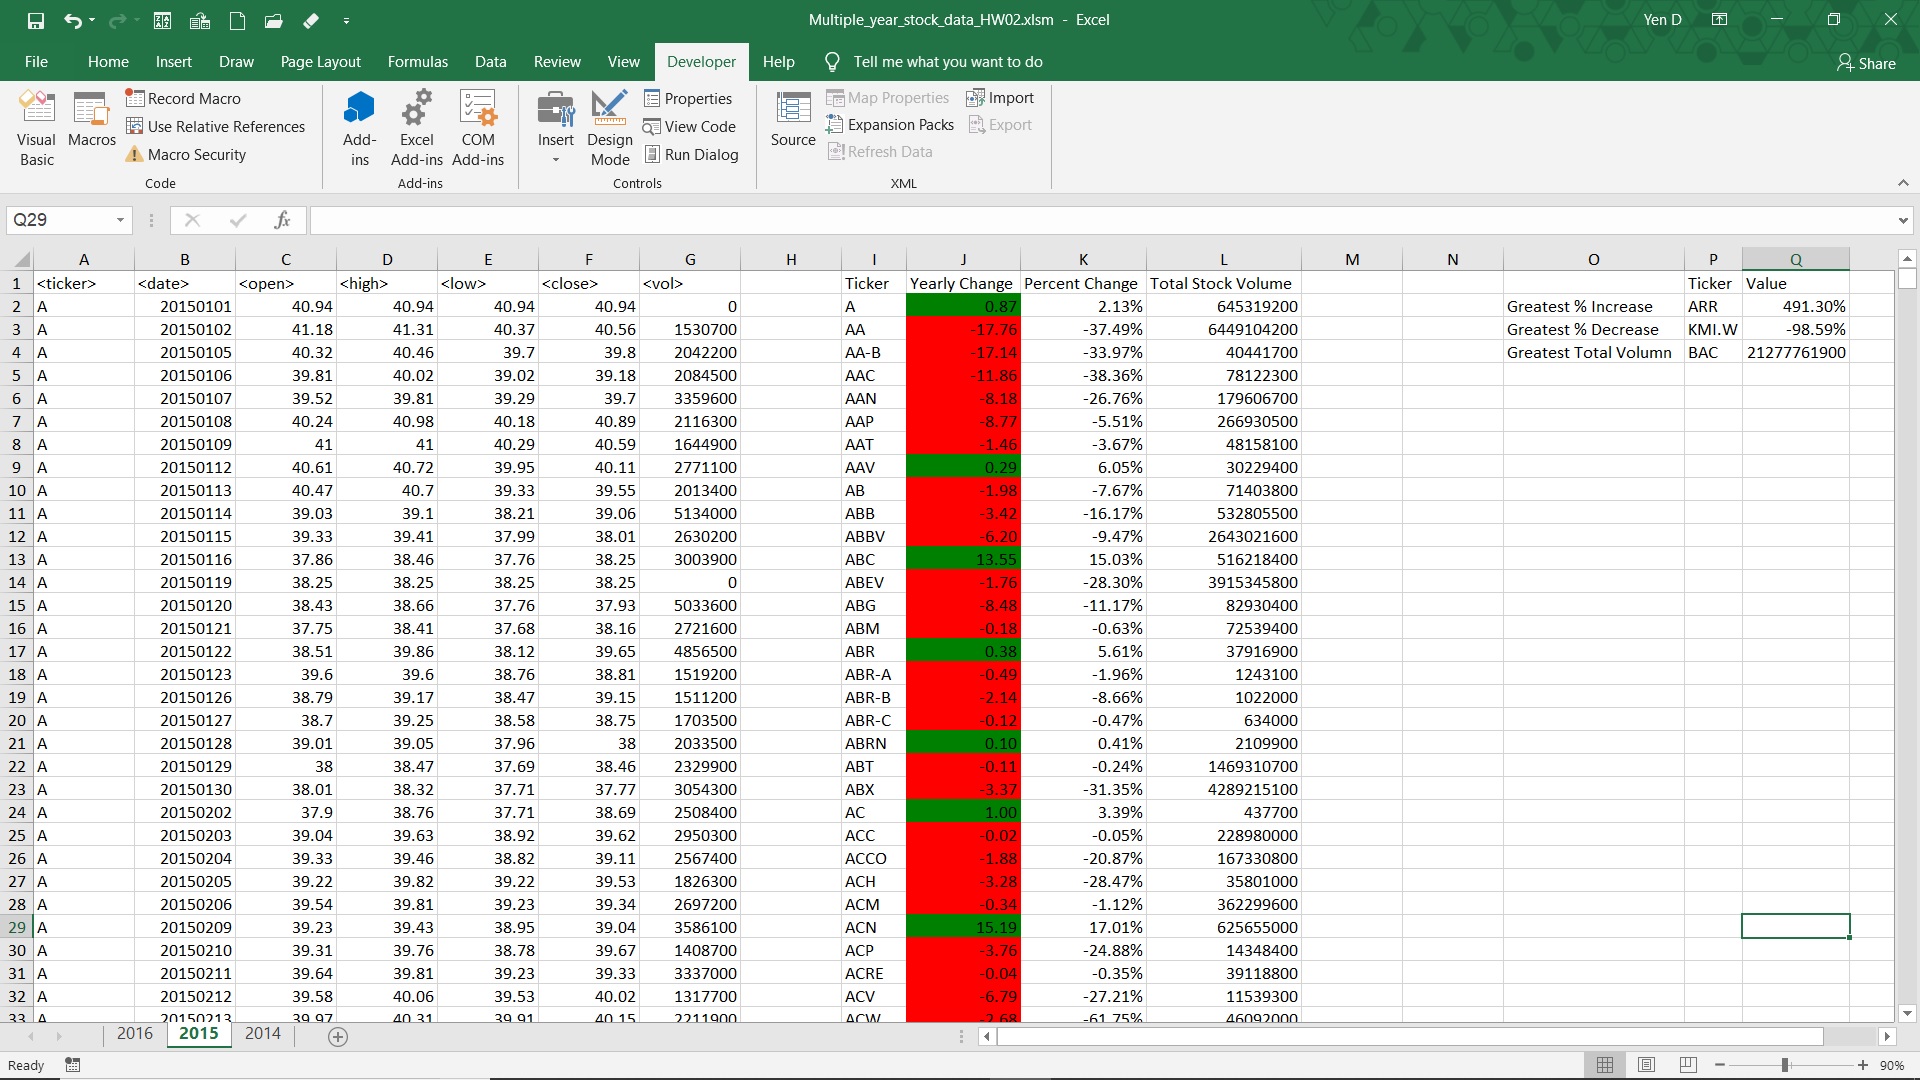 Multiple_year_stock_data_HW02.xlsm - Excel
Yen D
File Home Insert Draw Page Layout Formulas Data Review View Developer Help Tell me what you want to do Share
Visual Basic
Macros
Record Macro
Use Relative References
Macro Security
Code
Add-ins
Excel Add-ins
COM Add-ins
Add-ins
Insert
Design Mode
Properties
View Code
Run Dialog
Controls
Source
Map Properties
Expansion Packs
Refresh Data
Import
Export
XML
Q29 fx
A B C D E F G H I J K L M N O P Q
1 <ticker> <date> <open> <high> <low> <close> <vol> Ticker Yearly Change Percent Change Total Stock Volume Ticker Value
2 A 20150101 40.94 40.94 40.94 40.94 0 A 0.87 2.13% 645319200 Greatest % Increase ARR 491.30%
3 A 20150102 41.18 41.31 40.37 40.56 1530700 AA -17.76 -37.49% 6449104200 Greatest % Decrease KMI.W -98.59%
4 A 20150105 40.32 40.46 39.7 39.8 2042200 AA-B -17.14 -33.97% 40441700 Greatest Total Volumn BAC 21277761900
5 A 20150106 39.81 40.02 39.02 39.18 2084500 AAC -11.86 -38.36% 78122300
6 A 20150107 39.52 39.81 39.29 39.7 3359600 AAN -8.18 -26.76% 179606700
7 A 20150108 40.24 40.98 40.18 40.89 2116300 AAP -8.77 -5.51% 266930500
8 A 20150109 41 41 40.29 40.59 1644900 AAT -1.46 -3.67% 48158100
9 A 20150112 40.61 40.72 39.95 40.11 2771100 AAV 0.29 6.05% 30229400
10 A 20150113 40.47 40.7 39.33 39.55 2013400 AB -1.98 -7.67% 71403800
11 A 20150114 39.03 39.1 38.21 39.06 5134000 ABB -3.42 -16.17% 532805500
12 A 20150115 39.33 39.41 37.99 38.01 2630200 ABBV -6.20 -9.47% 2643021600
13 A 20150116 37.86 38.46 37.76 38.25 3003900 ABC 13.55 15.03% 516218400
14 A 20150119 38.25 38.25 38.25 38.25 0 ABEV -1.76 -28.30% 3915345800
15 A 20150120 38.43 38.66 37.76 37.93 5033600 ABG -8.48 -11.17% 82930400
16 A 20150121 37.75 38.41 37.68 38.16 2721600 ABM -0.18 -0.63% 72539400
17 A 20150122 38.51 39.86 38.12 39.65 4856500 ABR 0.38 5.61% 37916900
18 A 20150123 39.6 39.6 38.76 38.81 1519200 ABR-A -0.49 -1.96% 1243100
19 A 20150126 38.79 39.17 38.47 39.15 1511200 ABR-B -2.14 -8.66% 1022000
20 A 20150127 38.7 39.25 38.58 38.75 1703500 ABR-C -0.12 -0.47% 634000
21 A 20150128 39.01 39.05 37.96 38 2033500 ABRN 0.10 0.41% 2109900
22 A 20150129 38 38.47 37.69 38.46 2329900 ABT -0.11 -0.24% 1469310700
23 A 20150130 38.01 38.32 37.71 37.77 3054300 ABX -3.37 -31.35% 4289215100
24 A 20150202 37.9 38.76 37.71 38.69 2508400 AC 1.00 3.39% 437700
25 A 20150203 39.04 39.63 38.92 39.62 2950300 ACC -0.02 -0.05% 228980000
26 A 20150204 39.33 39.46 38.82 39.11 2567400 ACCO -1.88 -20.87% 167330800
27 A 20150205 39.22 39.82 39.22 39.53 1826300 ACH -3.28 -28.47% 35801000
28 A 20150206 39.54 39.81 39.23 39.34 2697200 ACM -0.34 -1.12% 362299600
29 A 20150209 39.23 39.43 38.95 39.04 3586100 ACN 15.19 17.01% 625655000
30 A 20150210 39.31 39.76 38.78 39.67 1408700 ACP -3.76 -24.88% 14348400
31 A 20150211 39.64 39.81 39.23 39.33 3337000 ACRE -0.04 -0.35% 39118800
32 A 20150212 39.58 40.06 39.53 40.02 1317700 ACV -6.79 -27.21% 11539300
33 A 20150213 39.97 40.31 39.91 40.15 2211900 ACW -2.68 -61.75% 46092000
2016 2015 2014
Ready 90%